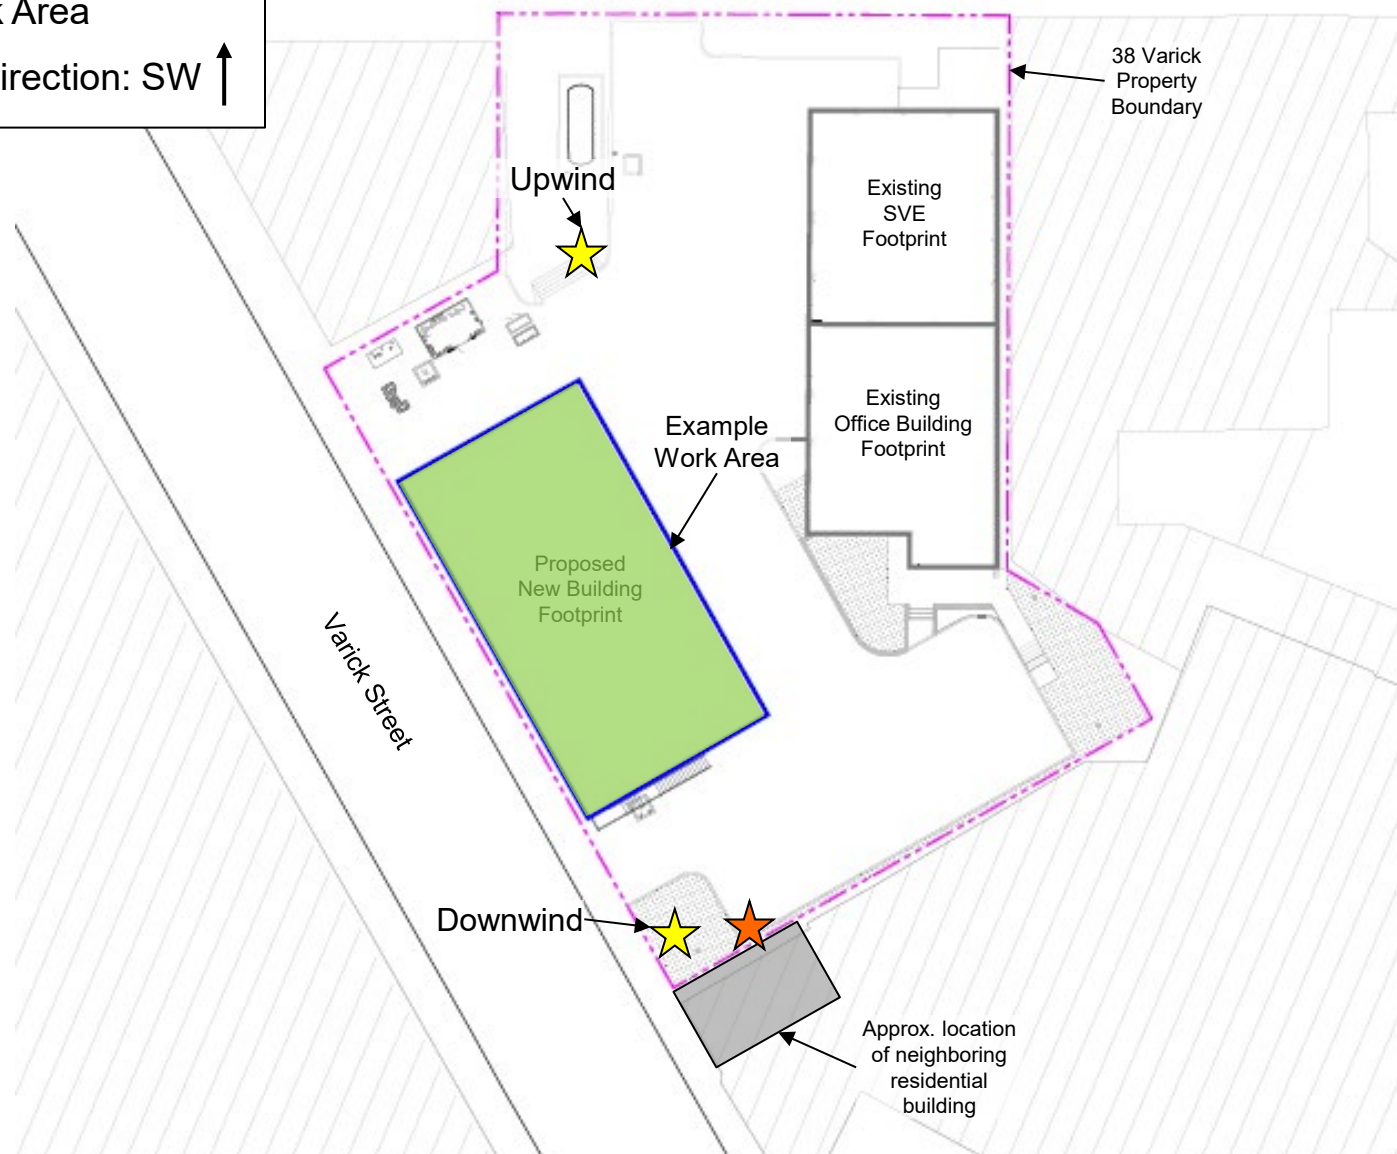 Area
irection: SW
38 Varick
Property
Boundary
Upwind
Existing
SVE
Footprint
Existing
Office Building
Footprint
Example
Work Area
Proposed
New Building
Footprint
Varick Street
Downwind
Approx. location
of neighboring
residential
building